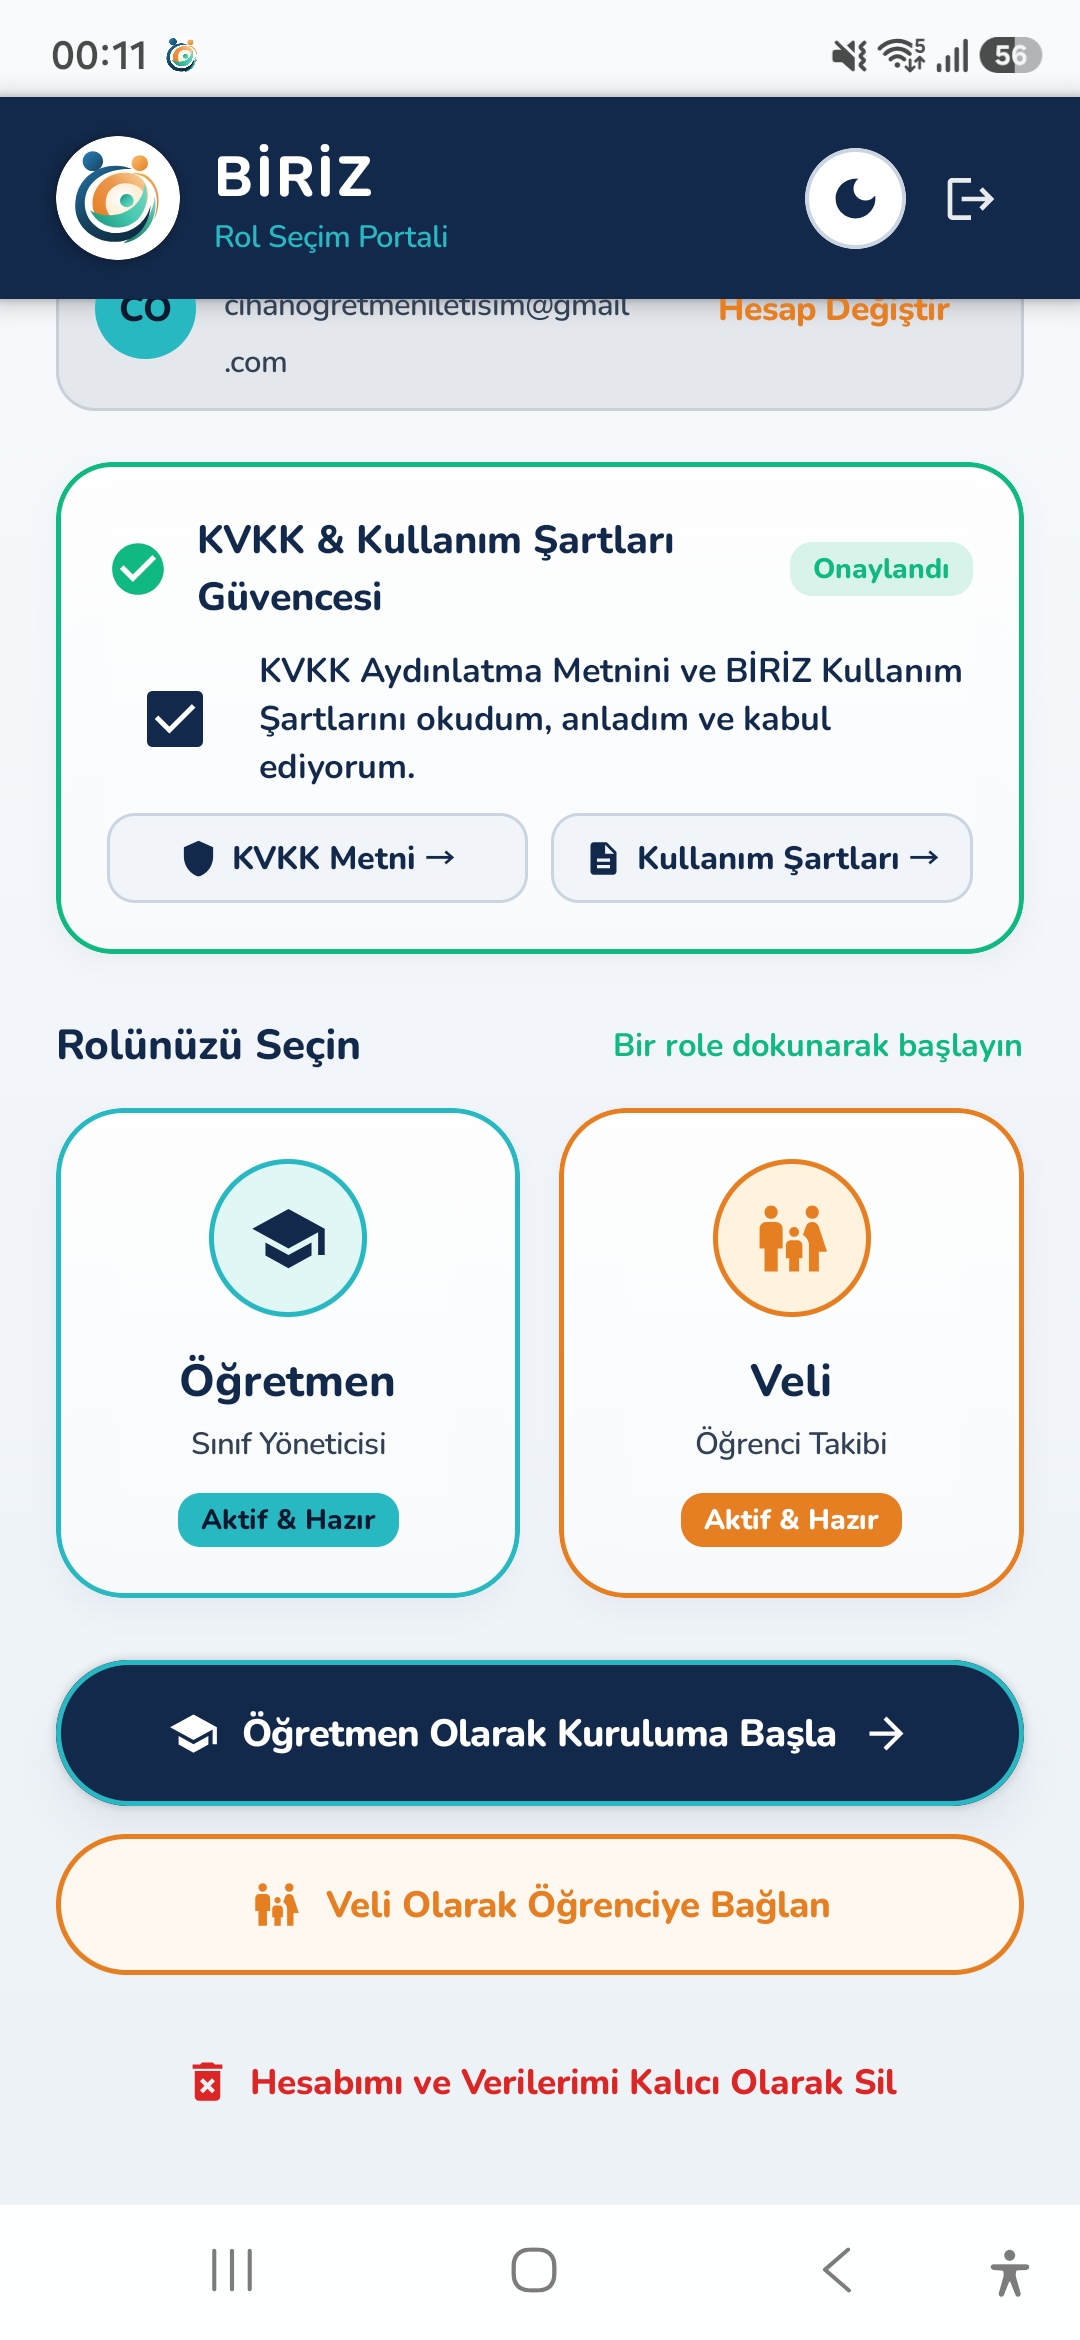 00:11
5
56
BİRİZ
Rol Seçim Portali
CO
cihanogretmeniletisim@gmail
.com
Hesap Değiştir
KVKK & Kullanım Şartları
Güvencesi
Onaylandı
KVKK Aydınlatma Metnini ve BİRİZ Kullanım
Şartlarını okudum, anladım ve kabul
ediyorum.
KVKK Metni →
Kullanım Şartları →
Rolünüzü Seçin
Bir role dokunarak başlayın
Öğretmen
Sınıf Yöneticisi
Aktif & Hazır
Veli
Öğrenci Takibi
Aktif & Hazır
Öğretmen Olarak Kuruluma Başla →
Veli Olarak Öğrenciye Bağlan
Hesabımı ve Verilerimi Kalıcı Olarak Sil